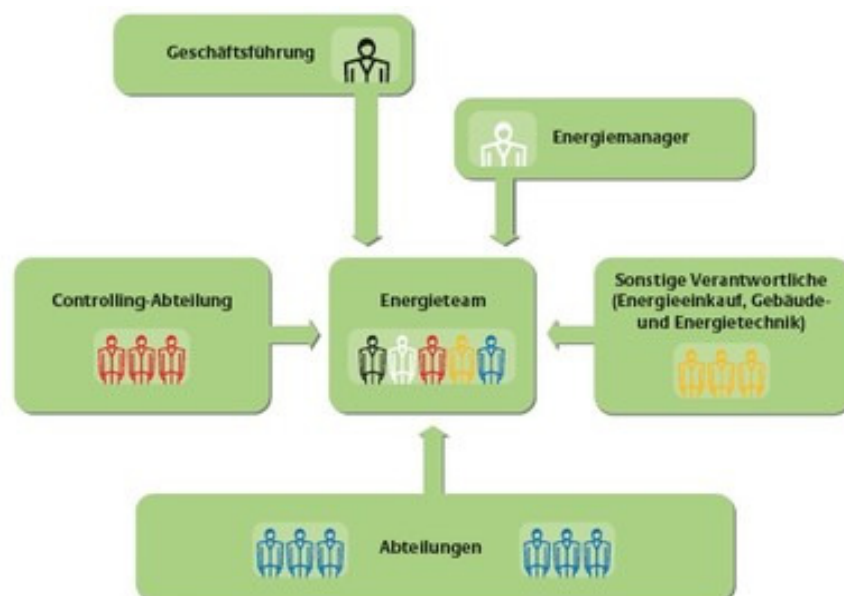 Geschäftsführung
Energiemanager
Controlling-Abteilung
Energieteam
Sonstige Verantwortliche
(Energieeinkauf, Gebäude-
und Energietechnik)
Abteilungen